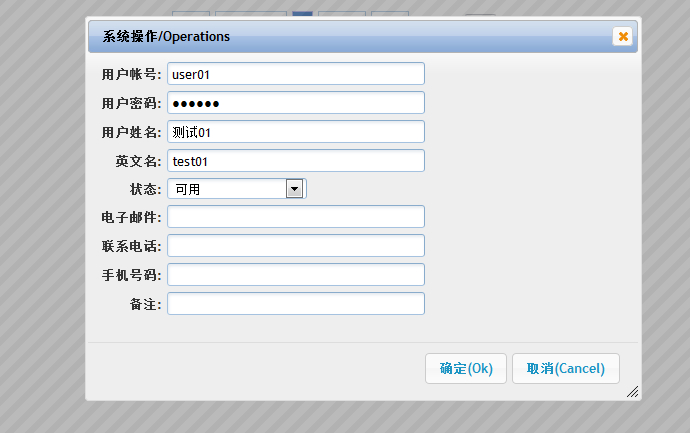 系统操作/Operations
用户帐号: user01
用户密码: ●●●●●●
用户姓名: 测试01
英文名: test01
状态: 可用
电子邮件:
联系电话:
手机号码:
备注:
确定(Ok) 取消(Cancel)